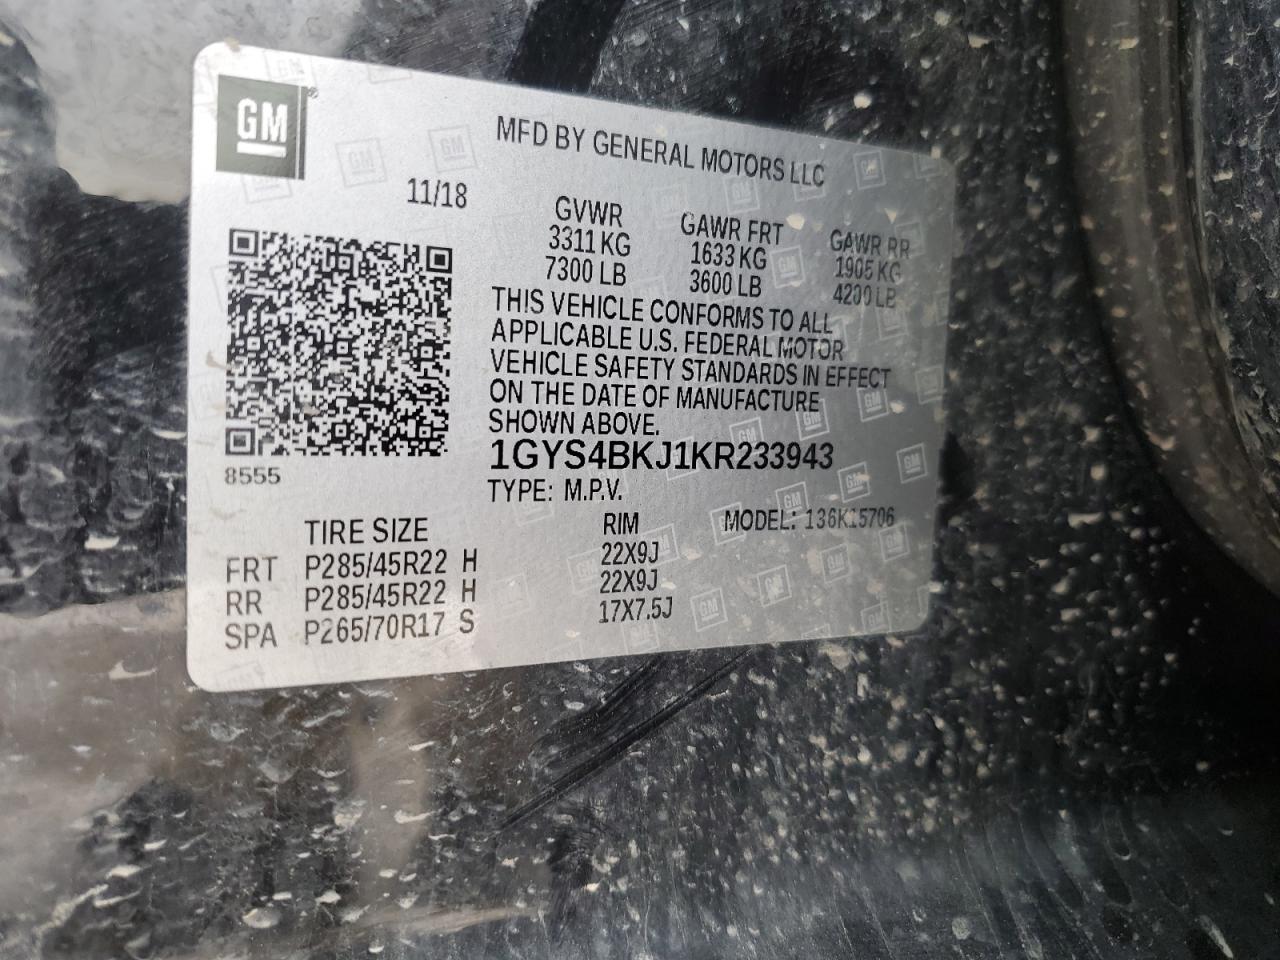 GM
MFD BY GENERAL MOTORS LLC
11/18
GVWR GAWR FRT GAWR RR
3311 KG 1633 KG 1905 KG
7300 LB 3600 LB 4200 LB
THIS VEHICLE CONFORMS TO ALL
APPLICABLE U.S. FEDERAL MOTOR
VEHICLE SAFETY STANDARDS IN EFFECT
ON THE DATE OF MANUFACTURE
SHOWN ABOVE.
8555
1GYS4BKJ1KR233943
TYPE: M.P.V.
TIRE SIZE RIM MODEL: 136K15706
FRT P285/45R22 H 22X9J
RR P285/45R22 H 22X9J
SPA P265/70R17 S 17X7.5J